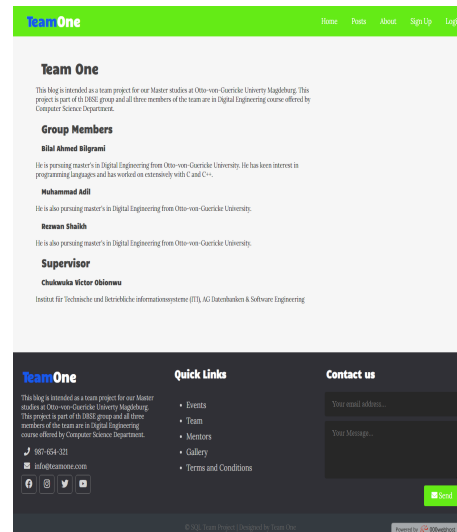 TeamOne
Home Posts About Sign Up Login
Team One
This blog is intended as a team project for our Master studies at Otto-von-Guericke Univerty Magdeburg. This
project is part of th DBSE group and all three members of the team are in Digital Engineering course offered by
Computer Science Department.
Group Members
Bilal Ahmed Bilgrami
He is pursuing master's in Digital Engineering from Otto-von-Guericke University. He has keen interest in
programming languages and has worked on extensively with C and C++.
Muhammad Adil
He is also pursuing master's in Digital Engineering from Otto-von-Guericke University.
Rezwan Shaikh
He is also pursuing master's in Digital Engineering from Otto-von-Guericke University.
Supervisor
Chukwuka Victor Obionwu
Institut für Technische und Betriebliche informationssysteme (ITI), AG Datenbanken & Software Engineering
TeamOne
This blog is intended as a team project for our Master
studies at Otto-von-Guericke Univerty Magdeburg.
This project is part of th DBSE group and all three
members of the team are in Digital Engineering
course offered by Computer Science Department.
987-654-321
info@teamone.com
Quick Links
Events
Team
Mentors
Gallery
Terms and Conditions
Contact us
Your email address...
Your Message...
Send
© SQL Team Project | Designed by Team One
Powered by 000webhost